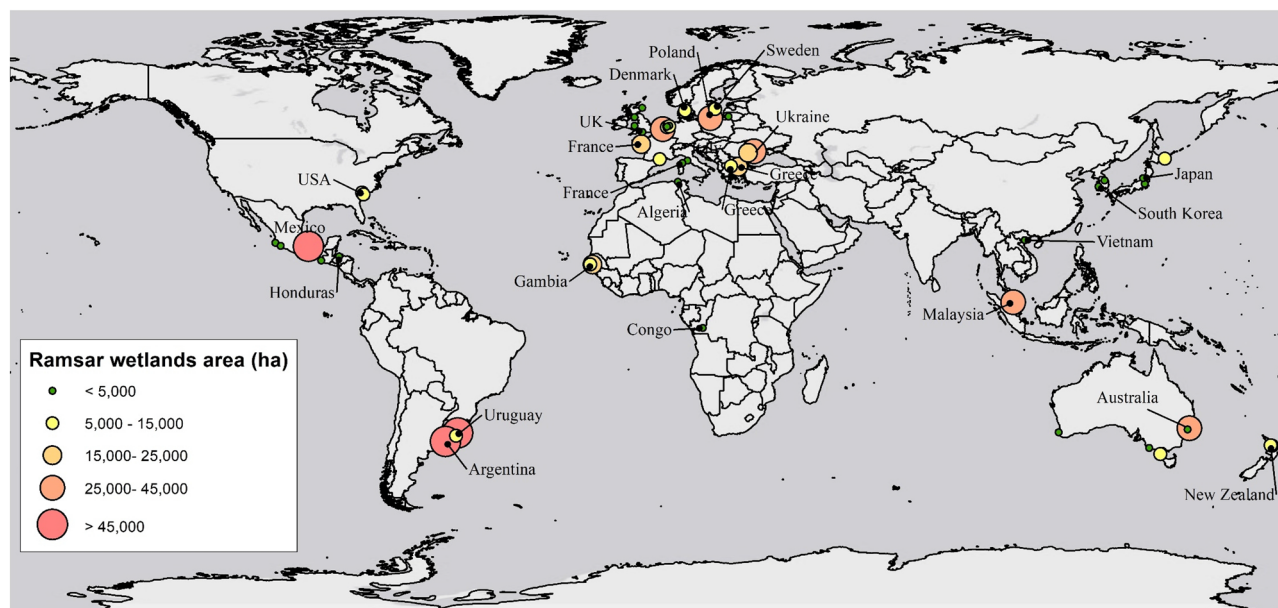 Poland
Sweden
Denmark
UK
Ukraine
France
Greece
USA
France
Algeria
Greece
Japan
South Korea
Mexico
Vietnam
Honduras
Gambia
Malaysia
Congo
Ramsar wetlands area (ha)
< 5,000
5,000 - 15,000
15,000- 25,000
25,000- 45,000
> 45,000
Uruguay
Argentina
Australia
New Zealand